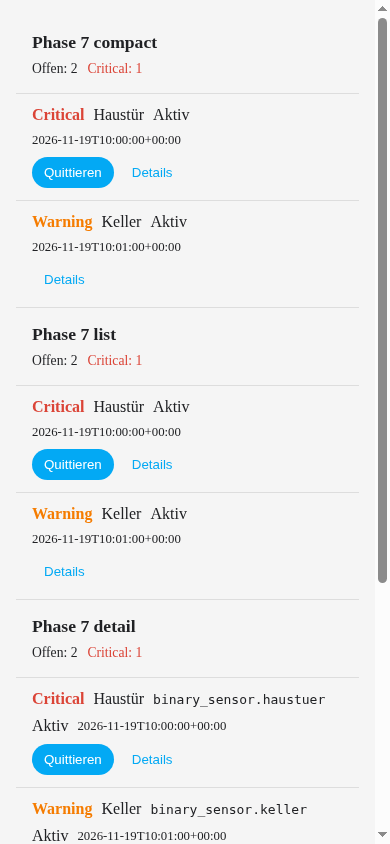 Phase 7 compact
Offen: 2 Critical: 1
Critical Haustür Aktiv
2026-11-19T10:00:00+00:00
Quittieren Details
Warning Keller Aktiv
2026-11-19T10:01:00+00:00
Details
Phase 7 list
Offen: 2 Critical: 1
Critical Haustür Aktiv
2026-11-19T10:00:00+00:00
Quittieren Details
Warning Keller Aktiv
2026-11-19T10:01:00+00:00
Details
Phase 7 detail
Offen: 2 Critical: 1
Critical Haustür binary_sensor.haustuer
Aktiv 2026-11-19T10:00:00+00:00
Quittieren Details
Warning Keller binary_sensor.keller
Aktiv 2026-11-19T10:01:00+00:00